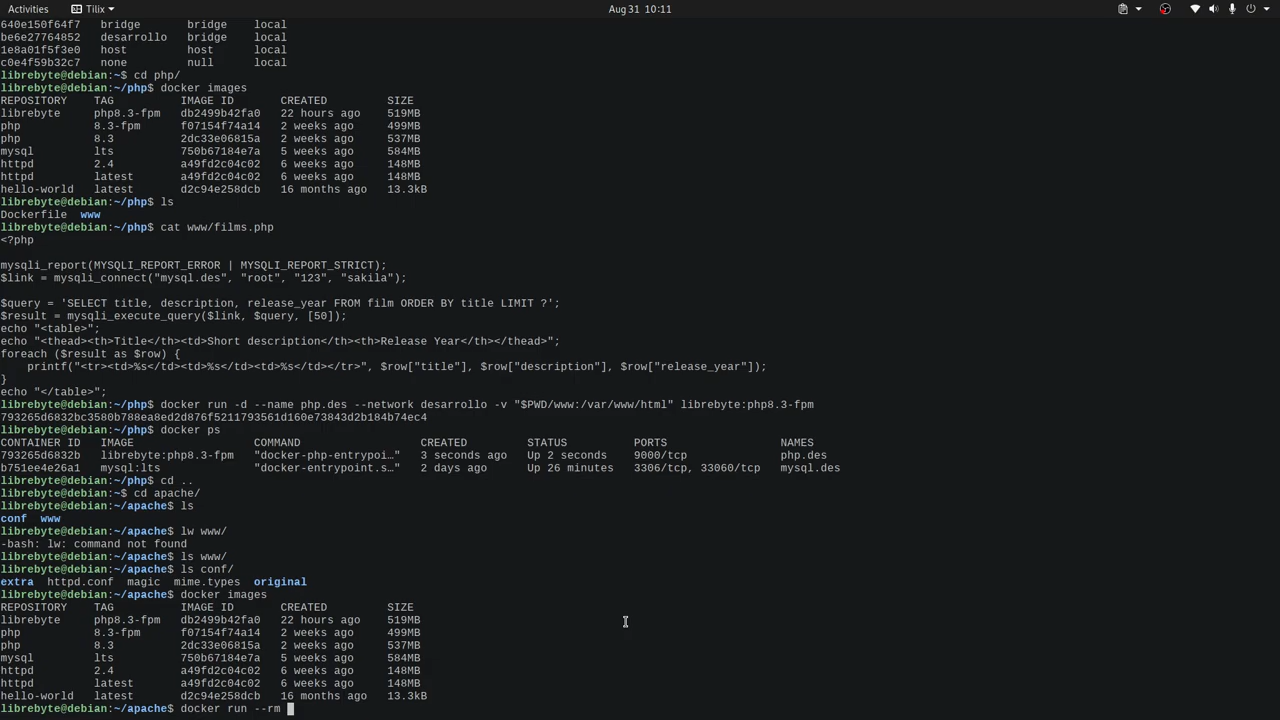 Activities Tilix Aug 31 10:11
640e150f64f7 bridge bridge local
be6e27764852 desarrollo bridge local
1e8a01f5f3e0 host host local
c0e4f59b32c7 none null local
librebyte@debian:~$ cd php/
librebyte@debian:~/php$ docker images
REPOSITORY TAG IMAGE ID CREATED SIZE
librebyte php8.3-fpm db2499b42fa0 22 hours ago 519MB
php 8.3-fpm f07154f74a14 2 weeks ago 499MB
php 8.3 2dc33e06815a 2 weeks ago 537MB
mysql lts 750b67184e7a 5 weeks ago 584MB
httpd 2.4 a49fd2c04c02 6 weeks ago 148MB
httpd latest a49fd2c04c02 6 weeks ago 148MB
hello-world latest d2c94e258dcb 16 months ago 13.3kB
librebyte@debian:~/php$ ls
Dockerfile www
librebyte@debian:~/php$ cat www/films.php
<?php
mysqli_report(MYSQLI_REPORT_ERROR | MYSQLI_REPORT_STRICT);
$link = mysqli_connect("mysql.des", "root", "123", "sakila");
$query = 'SELECT title, description, release_year FROM film ORDER BY title LIMIT ?';
$result = mysqli_execute_query($link, $query, [50]);
echo "<table>";
echo "<thead><th>Title</th><td>Short description</th><th>Release Year</th></thead>";
foreach ($result as $row) {
printf("<tr><td>%s</td><td>%s</td><td>%s</td></tr>", $row["title"], $row["description"], $row["release_year"]);
}
echo "</table>";
librebyte@debian:~/php$ docker run -d --name php.des --network desarrollo -v "$PWD/www:/var/www/html" librebyte:php8.3-fpm
793265d6832bc3580b788ea8ed2d876f5211793561d160e73843d2b184b74ec4
librebyte@debian:~/php$ docker ps
CONTAINER ID IMAGE COMMAND CREATED STATUS PORTS NAMES
793265d6832b librebyte:php8.3-fpm "docker-php-entrypoi…" 3 seconds ago Up 2 seconds 9000/tcp php.des
b751ee4e26a1 mysql:lts "docker-entrypoint.s…" 2 days ago Up 26 minutes 3306/tcp, 33060/tcp mysql.des
librebyte@debian:~/php$ cd ..
librebyte@debian:~$ cd apache/
librebyte@debian:~/apache$ ls
conf www
librebyte@debian:~/apache$ lw www/
-bash: lw: command not found
librebyte@debian:~/apache$ ls www/
librebyte@debian:~/apache$ ls conf/
extra httpd.conf magic mime.types original
librebyte@debian:~/apache$ docker images
REPOSITORY TAG IMAGE ID CREATED SIZE
librebyte php8.3-fpm db2499b42fa0 22 hours ago 519MB
php 8.3-fpm f07154f74a14 2 weeks ago 499MB
php 8.3 2dc33e06815a 2 weeks ago 537MB
mysql lts 750b67184e7a 5 weeks ago 584MB
httpd 2.4 a49fd2c04c02 6 weeks ago 148MB
httpd latest a49fd2c04c02 6 weeks ago 148MB
hello-world latest d2c94e258dcb 16 months ago 13.3kB
librebyte@debian:~/apache$ docker run --rm